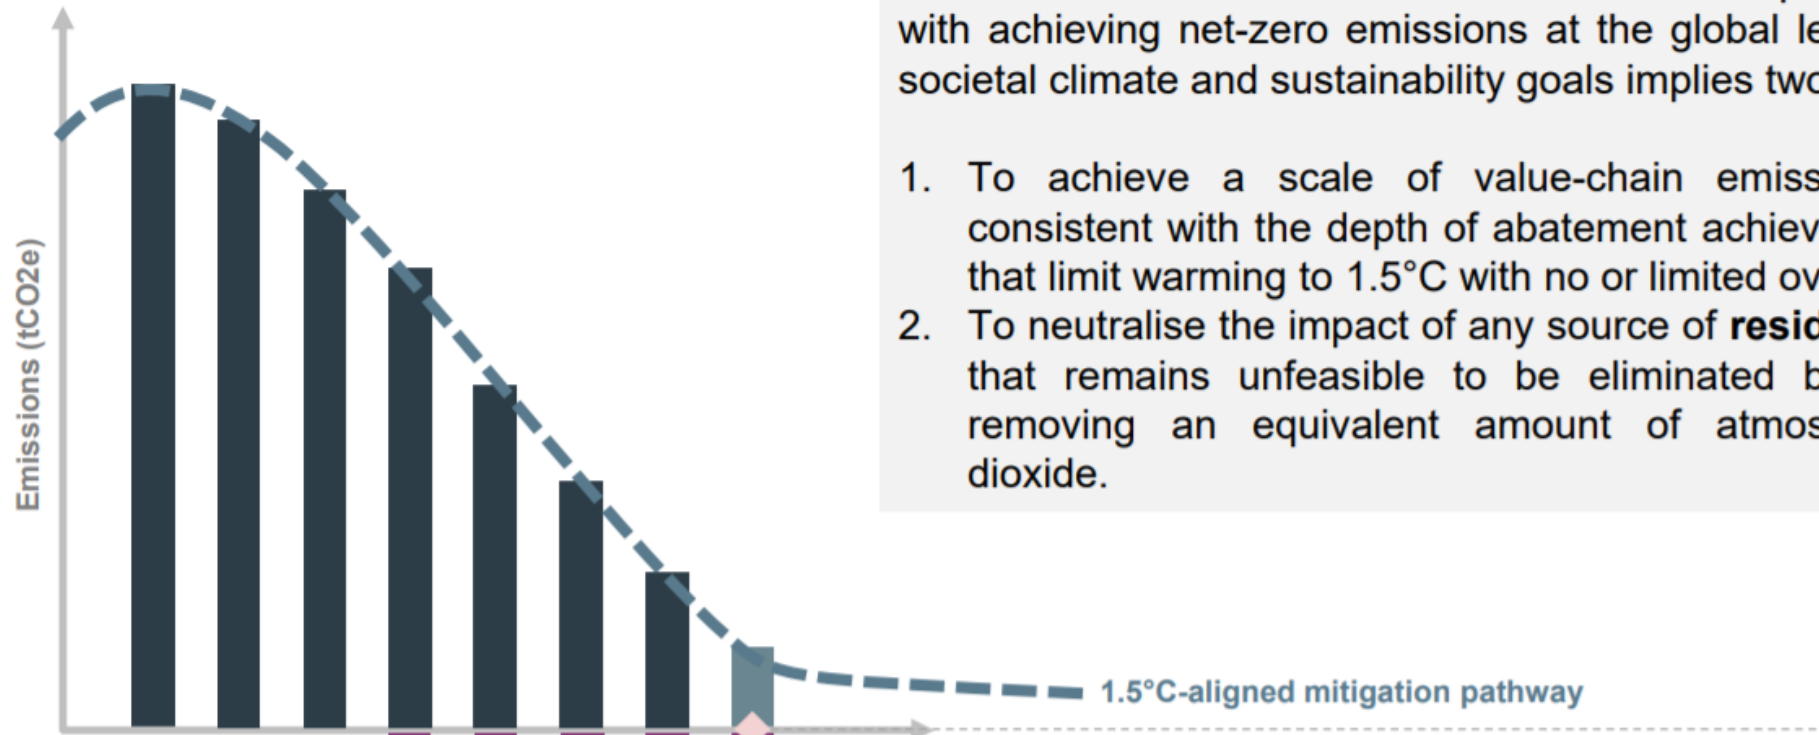 with achieving net-zero emissions at the global
societal climate and sustainability goals implies
1. To achieve a scale of value-chain
consistent with the depth of abatement
that limit warming to 1.5°C with no or limited
2. To neutralise the impact of any source of
that remains unfeasible to be eliminated
removing an equivalent amount of
dioxide.
Emissions (tCO2e)
1.5°C-aligned mitigation pathway